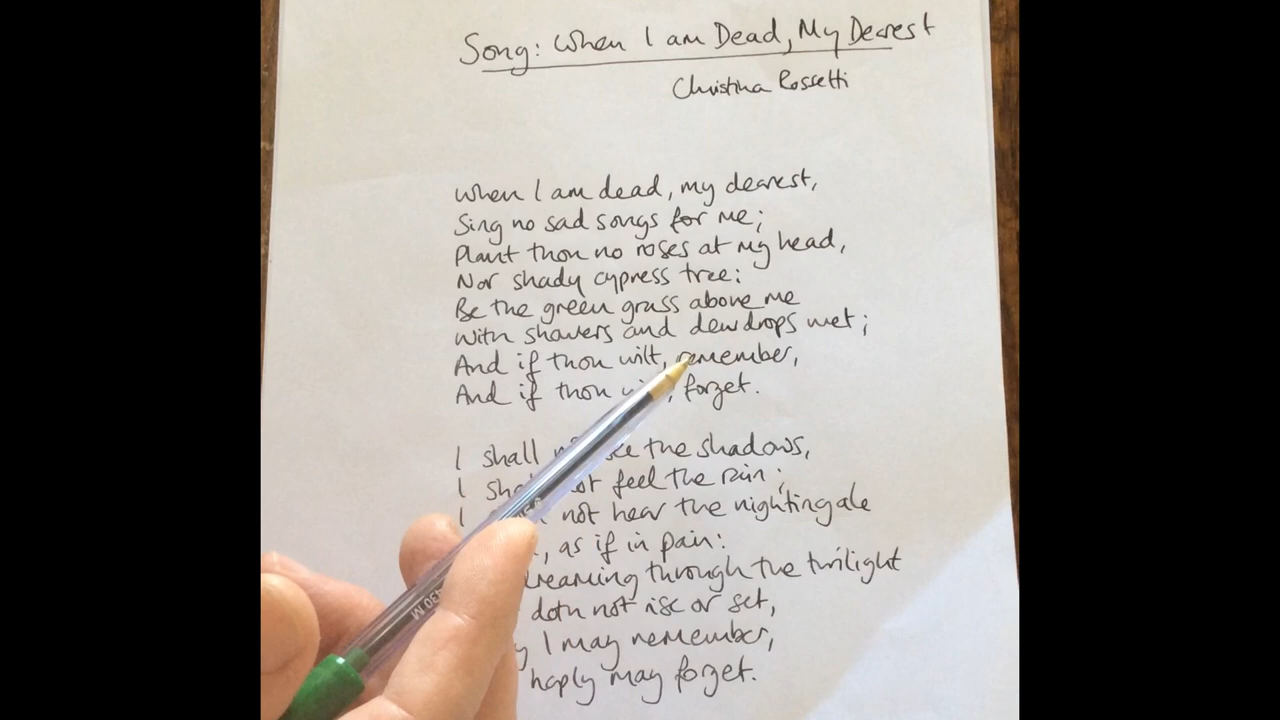 Song: When I am Dead, My Dearest
Christina Rossetti
When I am dead, my dearest,
Sing no sad songs for me;
Plant thou no roses at my head,
Nor shady cypress tree:
Be the green grass above me
With showers and dewdrops wet;
And if thou wilt, remember,
And if thou forget.
I shall see the shadows,
I not feel the rain;
I not hear the nightingale
, as if in pain:
dreaming through the twilight
doth not rise or set,
I may remember,
haply may forget.
430 M